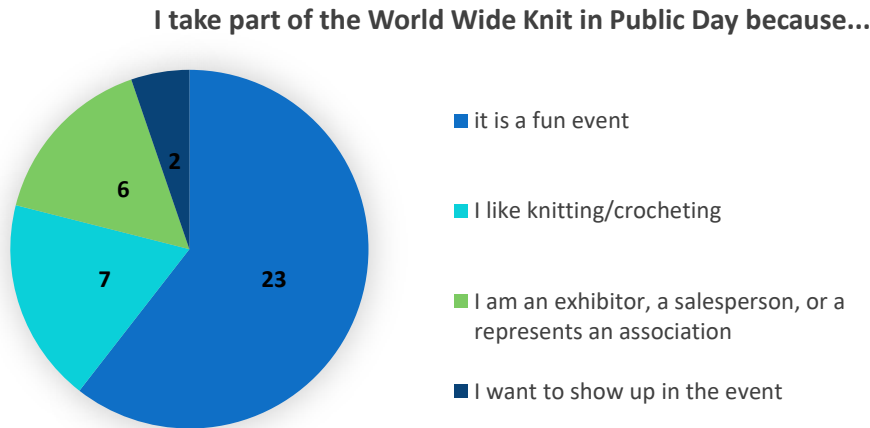 I take part of the World Wide Knit in Public Day because...
2
6
7
23
it is a fun event
I like knitting/crocheting
I am an exhibitor, a salesperson, or a
represents an association
I want to show up in the event